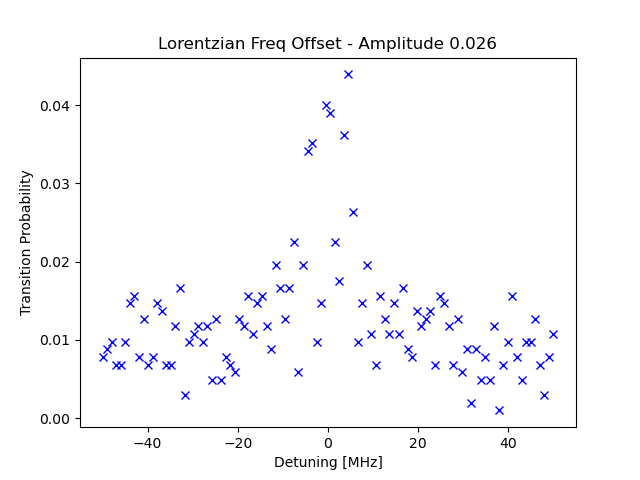 Lorentzian Freq Offset - Amplitude 0.026
Transition Probability
0.04
0.03
0.02
0.01
0.00
−40 −20 0 20 40
Detuning [MHz]